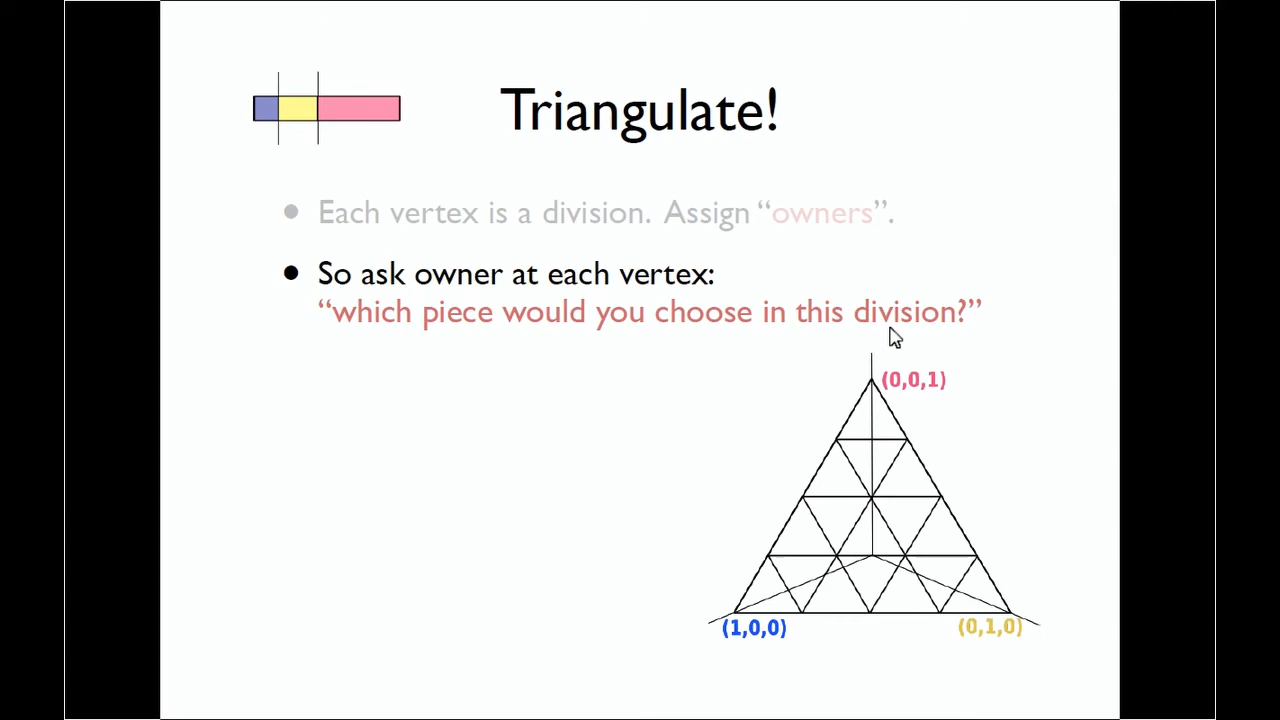 Triangulate!
• Each vertex is a division. Assign “owners”.
• So ask owner at each vertex:
“which piece would you choose in this division?”
(0,0,1)
(1,0,0)
(0,1,0)